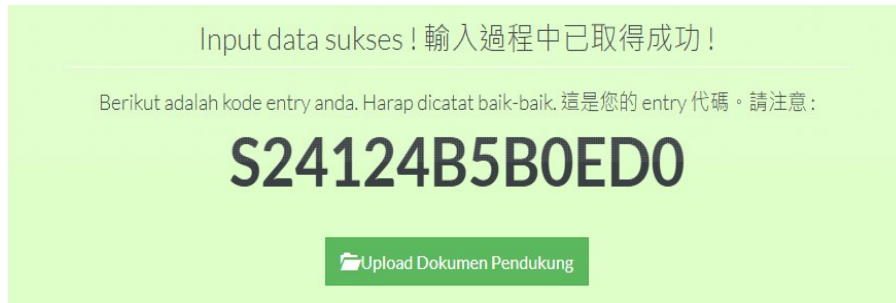 Input data sukses ! 輸入過程中已取得成功 !
Berikut adalah kode entry anda. Harap dicatat baik-baik. 這是您的 entry 代碼。請注意 :
S24124B5B0ED0
Upload Dokumen Pendukung